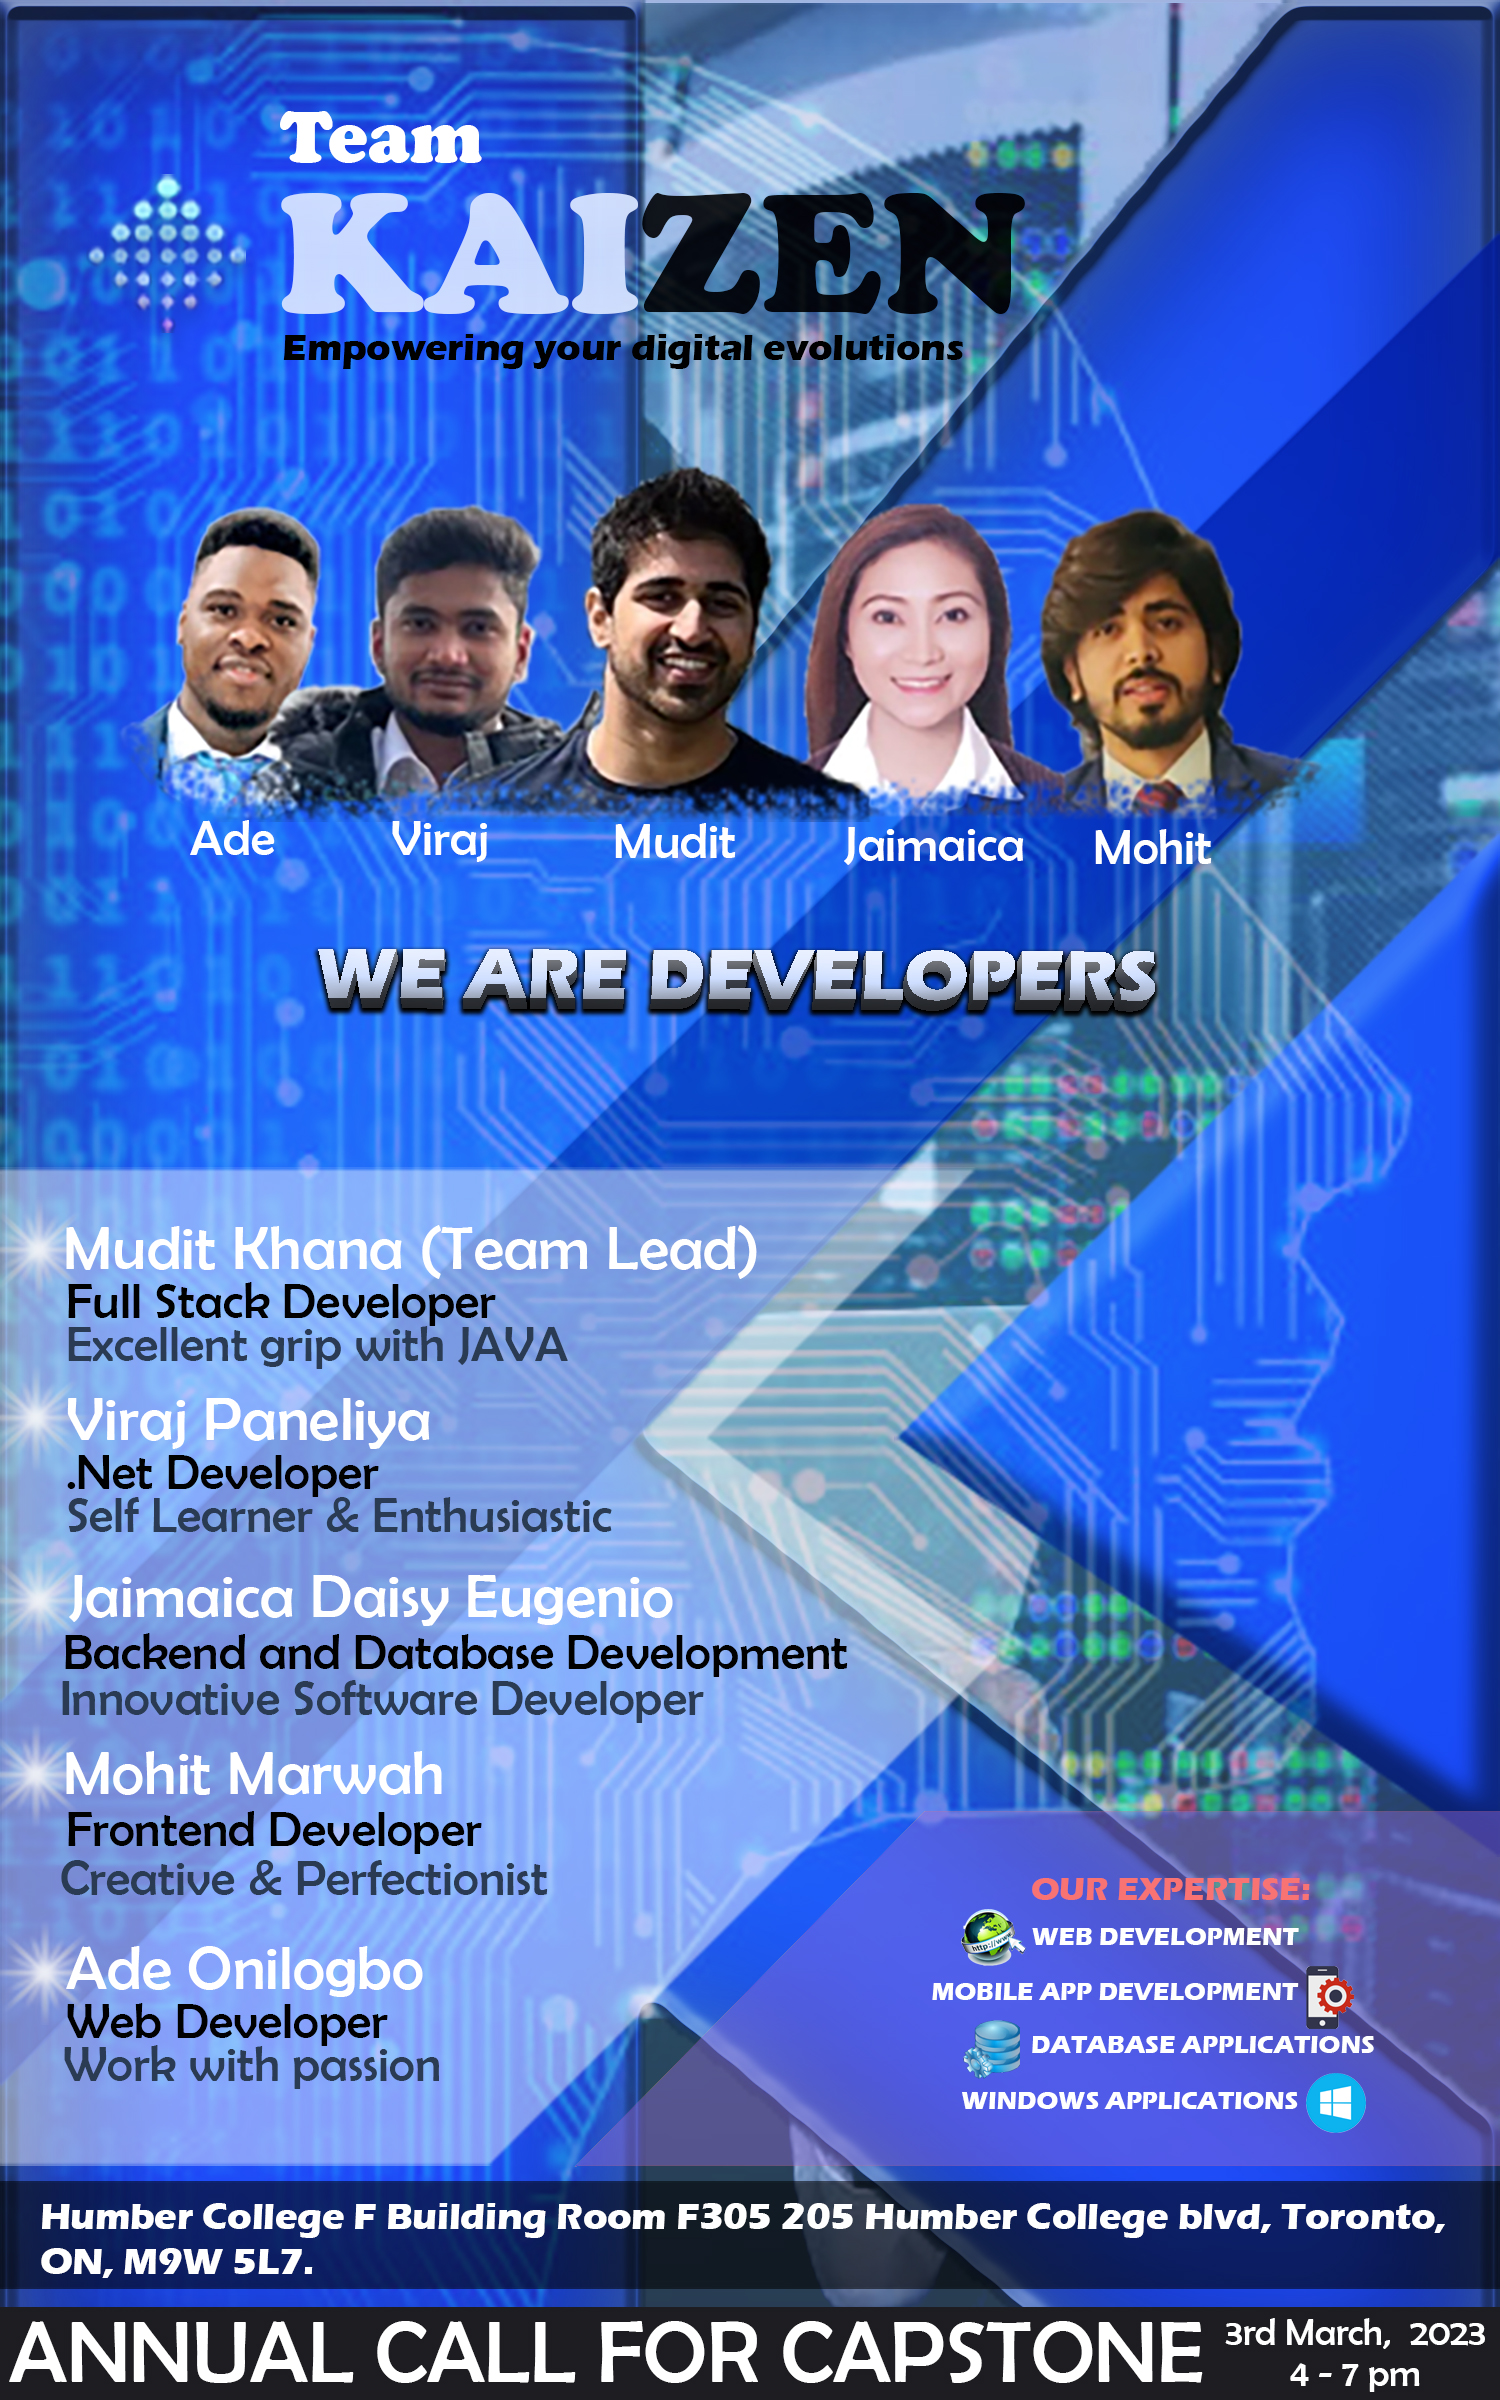 Team
KAIZEN
Empowering your digital evolutions
Ade Viraj Mudit Jaimaica Mohit
WE ARE DEVELOPERS
Mudit Khana (Team Lead)
Full Stack Developer
Excellent grip with JAVA
Viraj Paneliya
.Net Developer
Self Learner & Enthusiastic
Jaimaica Daisy Eugenio
Backend and Database Development
Innovative Software Developer
Mohit Marwah
Frontend Developer
Creative & Perfectionist
Ade Onilogbo
Web Developer
Work with passion
OUR EXPERTISE:
http://www
WEB DEVELOPMENT
MOBILE APP DEVELOPMENT
DATABASE APPLICATIONS
WINDOWS APPLICATIONS
Humber College F Building Room F305 205 Humber College blvd, Toronto,
ON, M9W 5L7.
ANNUAL CALL FOR CAPSTONE
3rd March, 2023
4 - 7 pm